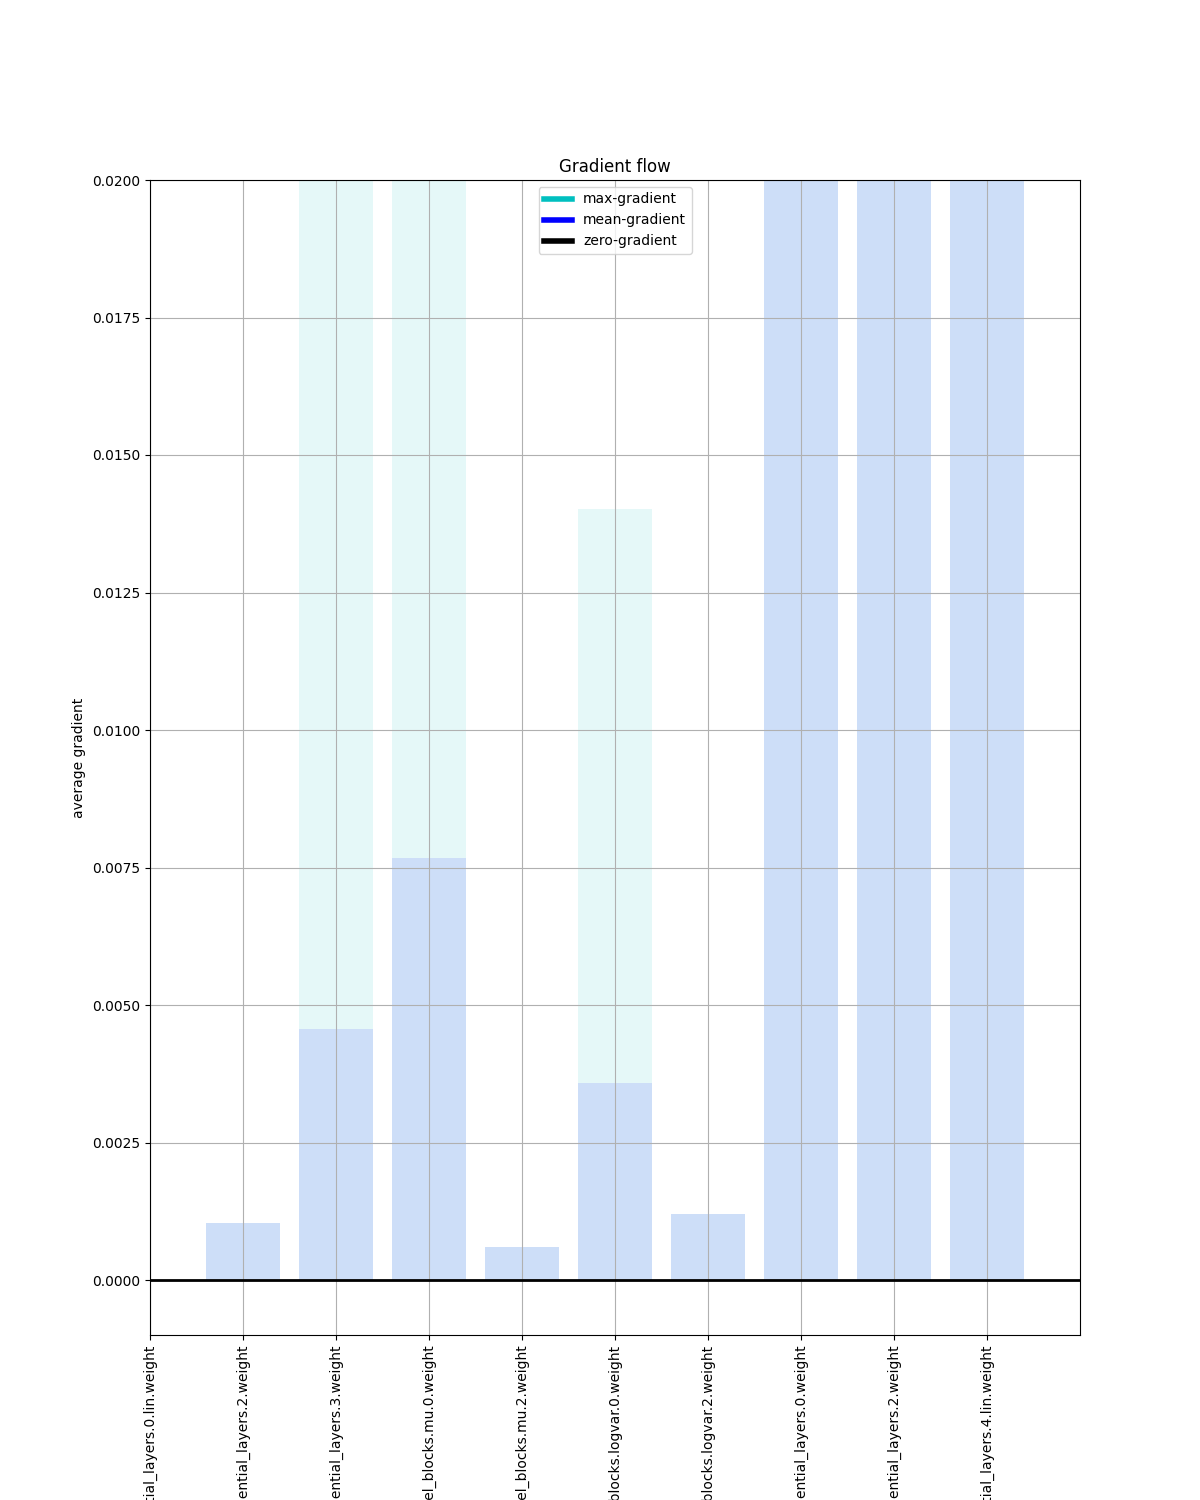 Gradient flow
max-gradient
mean-gradient
zero-gradient
0.0200
0.0175
0.0150
0.0125
0.0100
0.0075
0.0050
0.0025
0.0000
average gradient
tial_layers.0.lin.weight
ential_layers.2.weight
ential_layers.3.weight
el_blocks.mu.0.weight
el_blocks.mu.2.weight
blocks.logvar.0.weight
blocks.logvar.2.weight
ential_layers.0.weight
ential_layers.2.weight
tial_layers.4.lin.weight